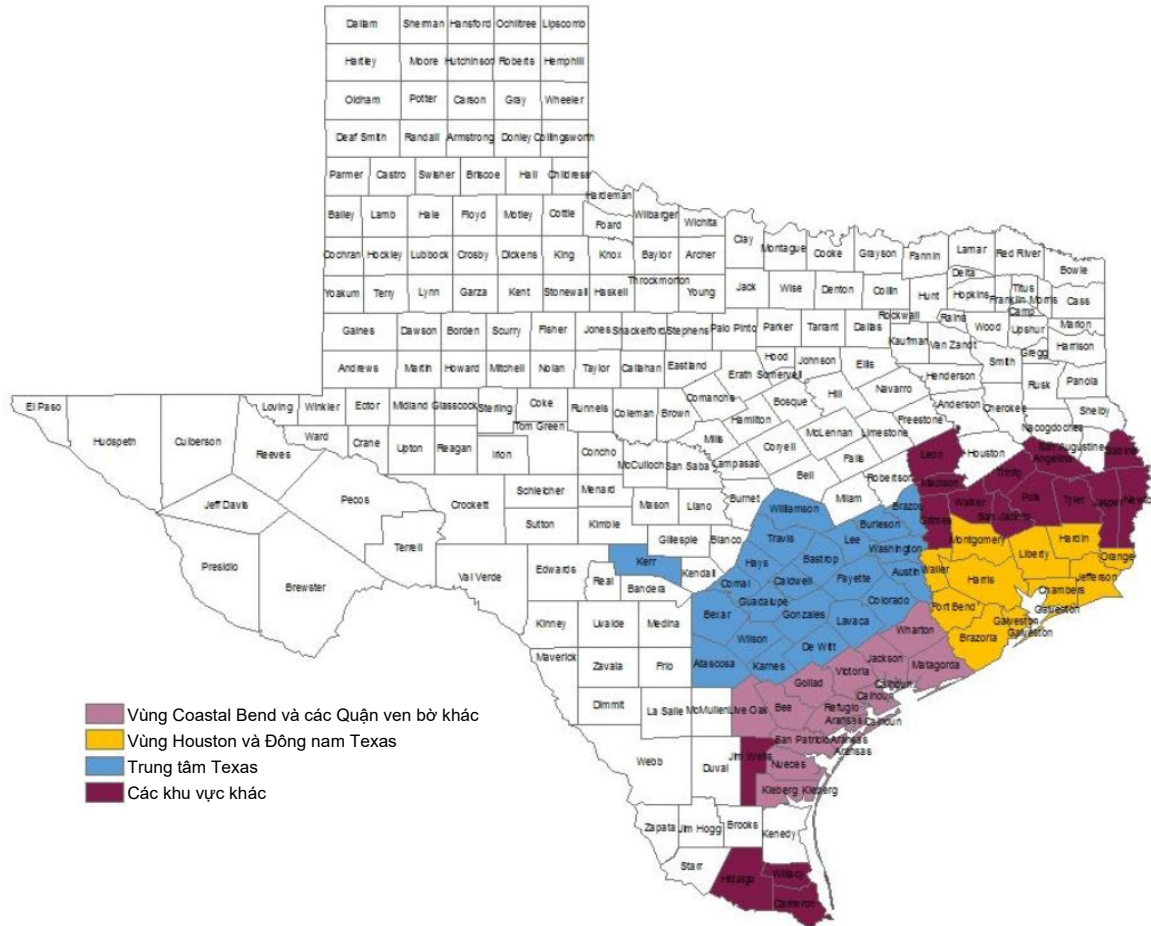 Dallam Sherman Hansford Ochiltree Lipscomb
Hartley Moore Hutchinson Roberts Hemphill
Oldham Potter Carson Gray Wheeler
Deaf Smith Randall Armstrong Donley Collingsworth
Parmer Castro Swisher Briscoe Hall Childress
Hardeman
Bailey Lamb Hale Floyd Motley Cottle Foard Wilbarger Wichita
Clay Montague Cooke Grayson Fannin Lamar Red River Bowie
Cochran Hockley Lubbock Crosby Dickens King Knox Baylor Archer
Delta Titus
Yoakum Terry Lynn Garza Kent Stonewall Haskell Throckmorton Young Jack Wise Denton Collin Hunt Hopkins Franklin Morris Cass
Rockwall Rains Camp
Gaines Dawson Borden Scurry Fisher Jones Shackelford Stephens Palo Pinto Parker Tarrant Dallas Kaufman Van Zandt Wood Upshur Marion
Gregg Harrison
Andrews Martin Howard Mitchell Nolan Taylor Callahan Eastland Erath Hood Somervell Johnson Ellis Henderson Smith Rusk Panola
El Paso Hudspeth Culberson Loving Winkler Ector Midland Glasscock Sterling Coke Runnels Coleman Brown Comanche Bosque Hill Navarro Anderson Cherokee Shelby
Reeves Ward Crane Upton Reagan Irion Tom Green Concho McCulloch San Saba Mills Hamilton Coryell McLennan Limestone Freestone Nacogdoches
Lampasas Bell Falls Leon Houston San Augustine Angelina Sabine
Jeff Davis Pecos Crockett Schleicher Menard Mason Llano Burnet Milam Robertson Madison Trinity
Williamson Brazos Walker Polk Tyler Jasper Newton
Sutton Kimble Gillespie Blanco Travis Lee Burleson Grimes San Jacinto
Presidio Brewster Terrell Val Verde Edwards Kerr Kendall Hays Bastrop Washington Montgomery Liberty Hardin Orange
Real Bandera Comal Caldwell Fayette Austin Waller Harris Jefferson
Kinney Uvalde Medina Bexar Guadalupe Gonzales Colorado Fort Bend Chambers
Galveston
Wilson Lavaca Wharton Brazoria Galveston
Galveston
Maverick Zavala Frio Atascosa Karnes De Witt Jackson Matagorda
Victoria
Goliad Calhoun
Dimmit La Salle McMullen Live Oak Bee Refugio Calhoun
Aransas Calhoun
Webb Duval Jim Wells San Patricio Aransas
Aransas
Nueces
Kleberg Kleberg
Zapata Jim Hogg Brooks Kenedy
Starr Hidalgo Willacy
Cameron
Vùng Coastal Bend và các Quận ven bờ khác
Vùng Houston và Đông nam Texas
Trung tâm Texas
Các khu vực khác